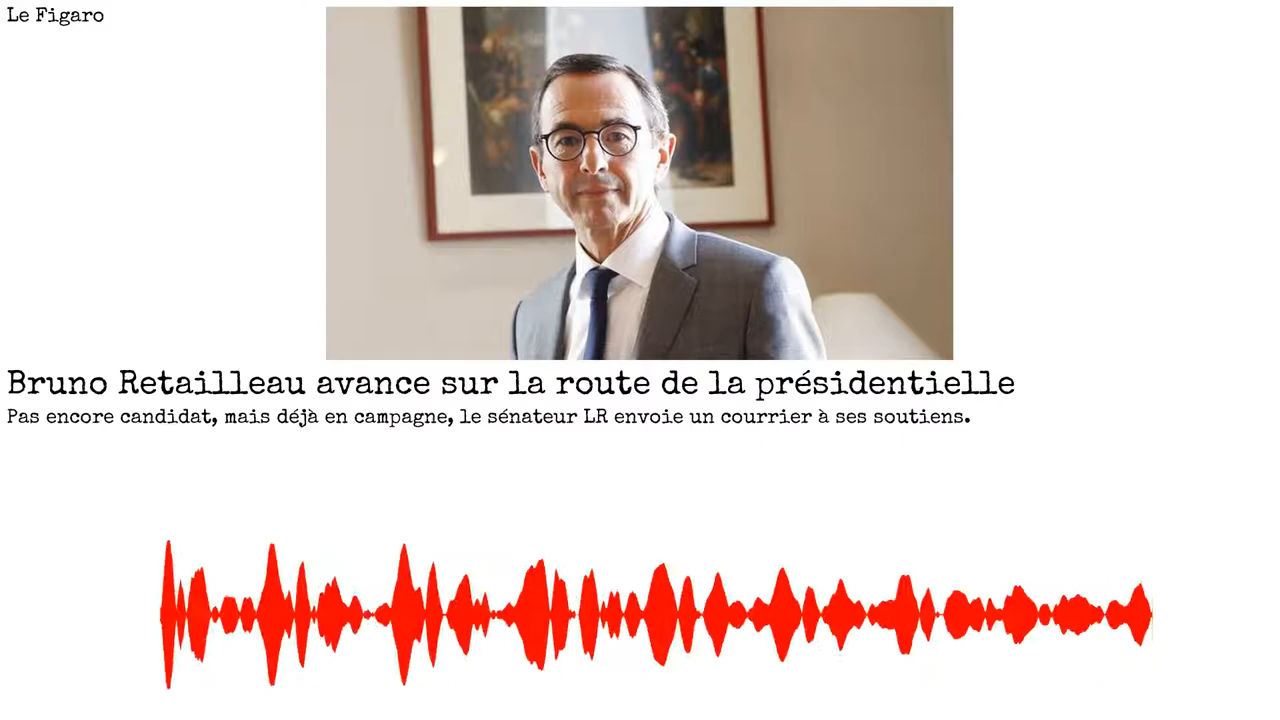 Le Figaro
Bruno Retailleau avance sur la route de la présidentielle
Pas encore candidat, mais déjà en campagne, le sénateur LR envoie un courrier à ses soutiens.